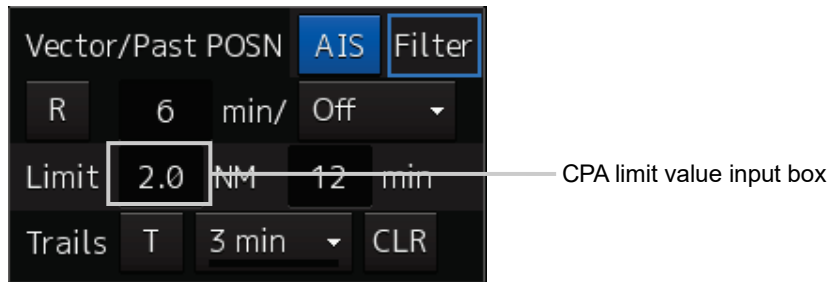 Vector/Past POSN AIS Filter
R 6 min/ Off
Limit 2.0 NM 12 min CPA limit value input box
Trails T 3 min CLR